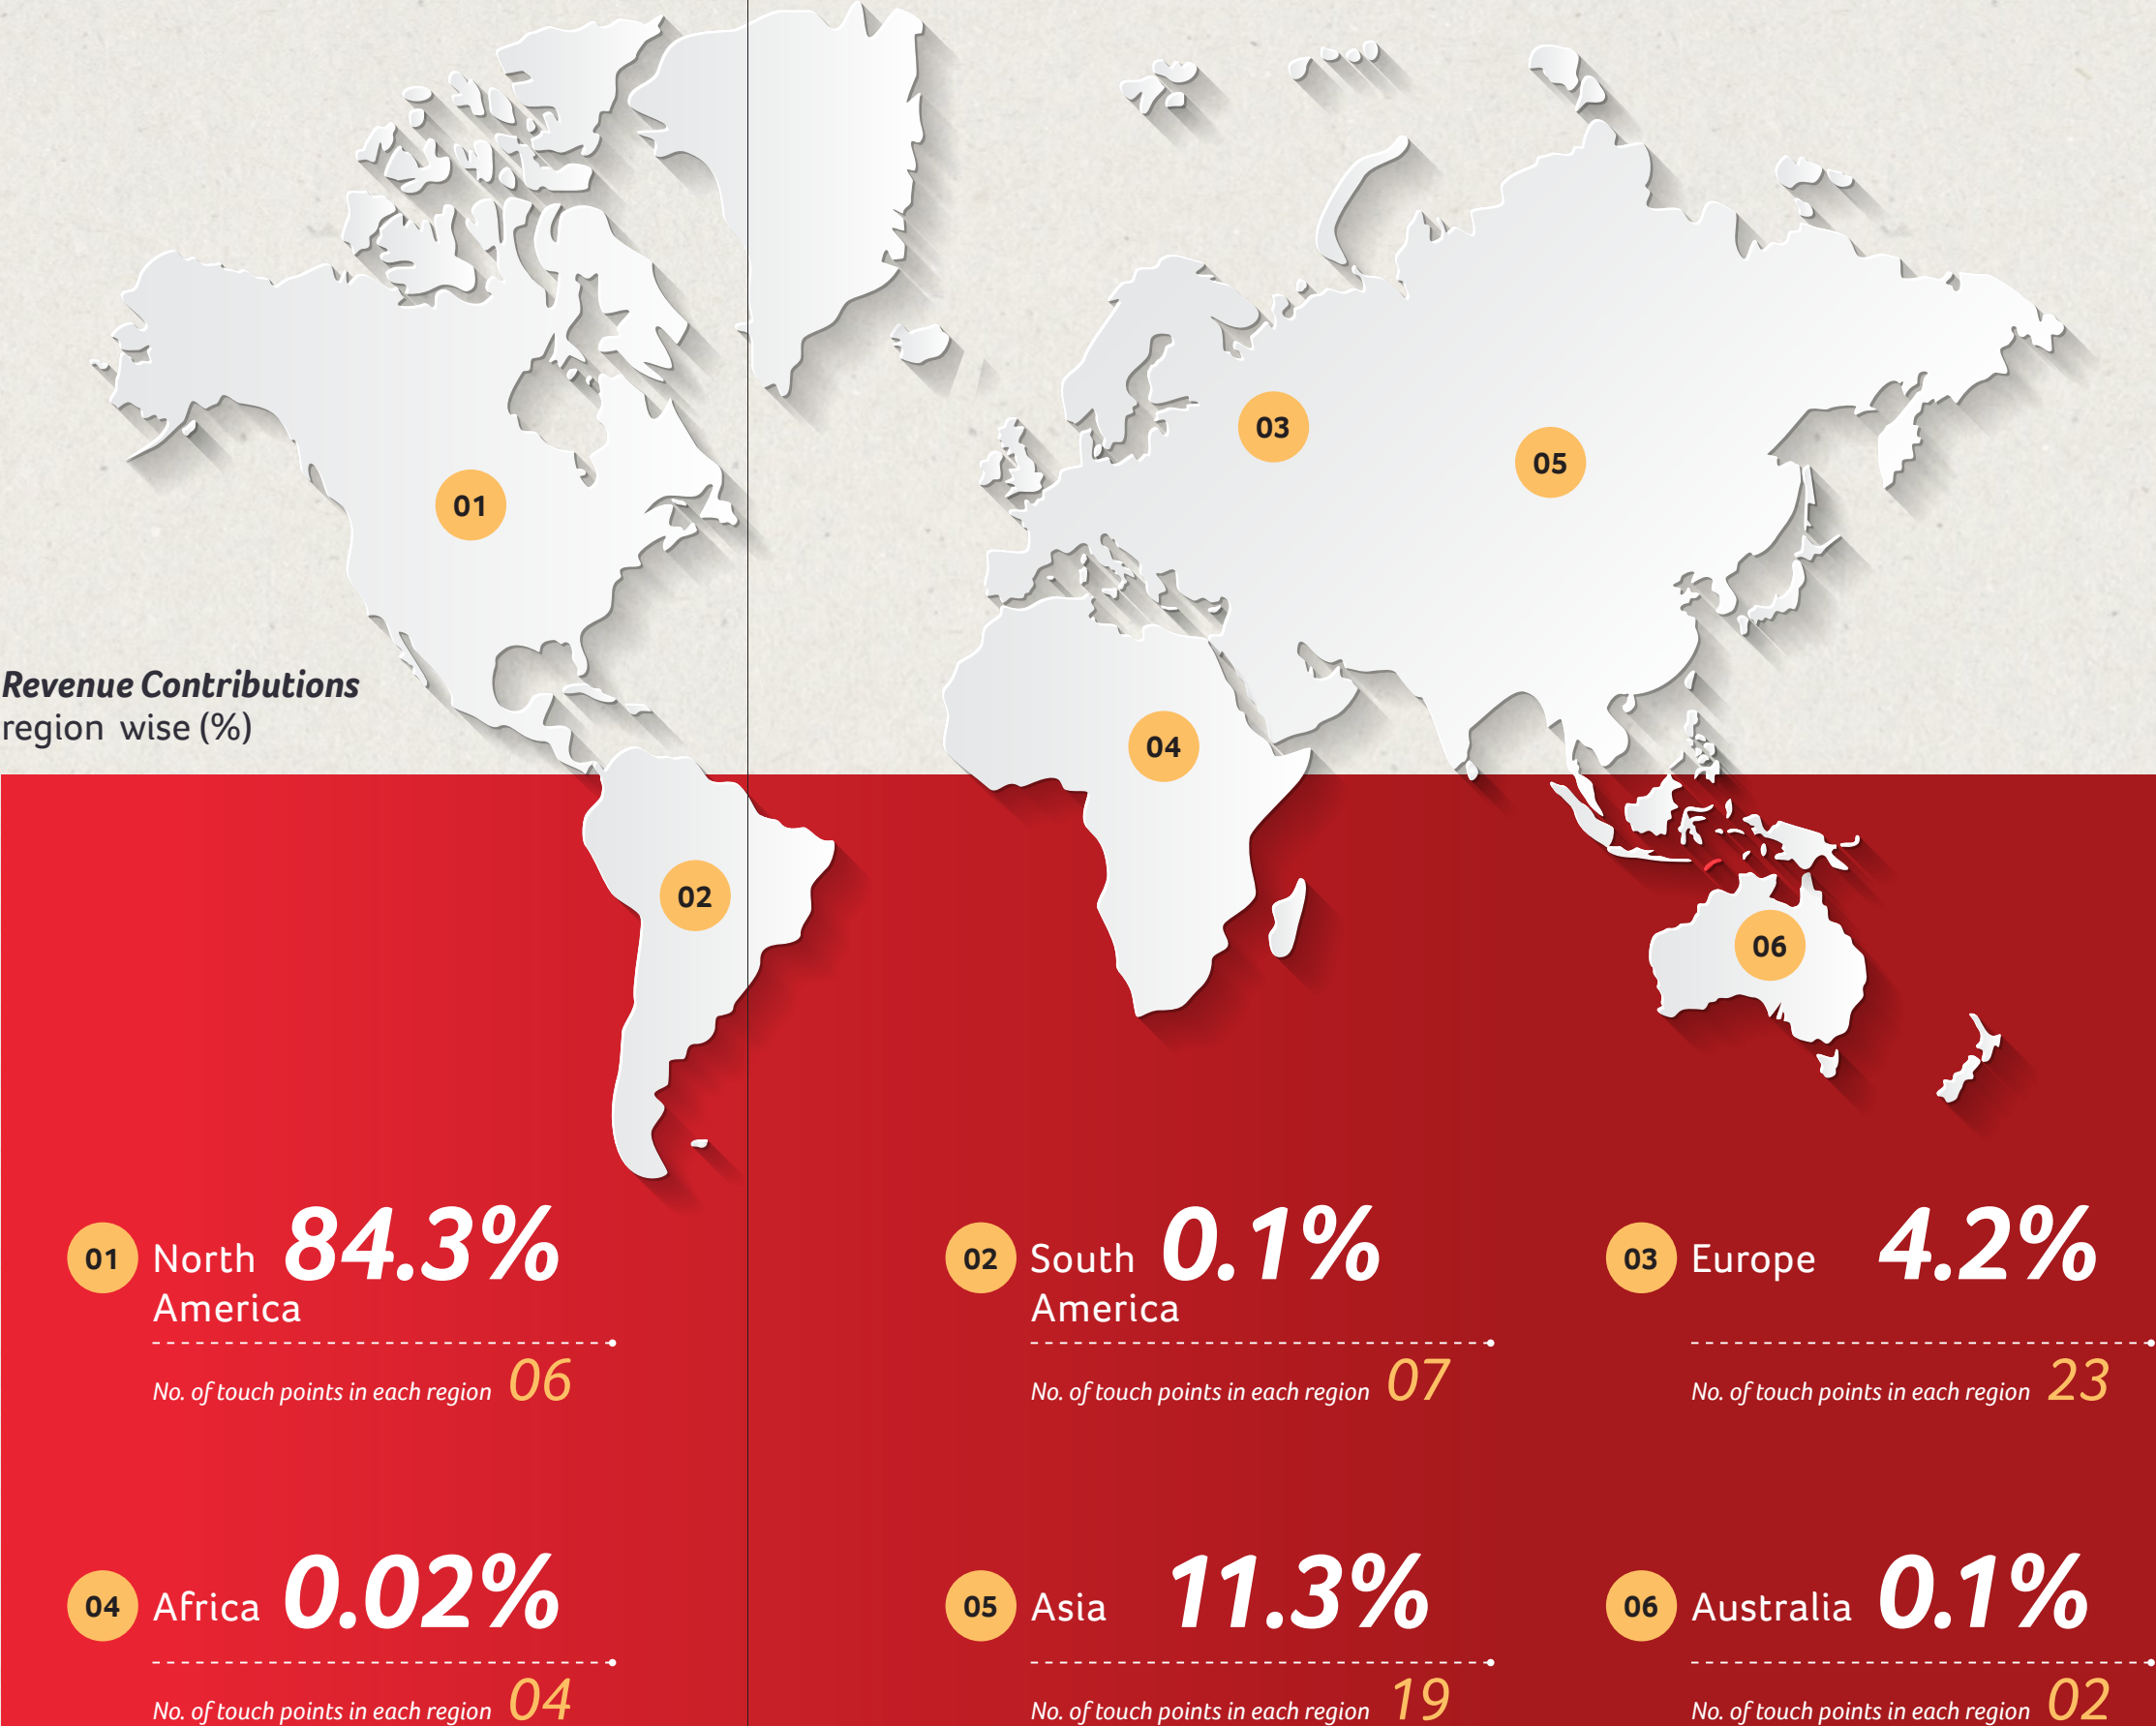 03
05
01
Revenue Contributions
region wise (%)
04
02
06
01 North 84.3%
America
No. of touch points in each region 06
02 South 0.1%
America
No. of touch points in each region 07
03 Europe 4.2%
No. of touch points in each region 23
04 Africa 0.02%
No. of touch points in each region 04
05 Asia 11.3%
No. of touch points in each region 19
06 Australia 0.1%
No. of touch points in each region 02